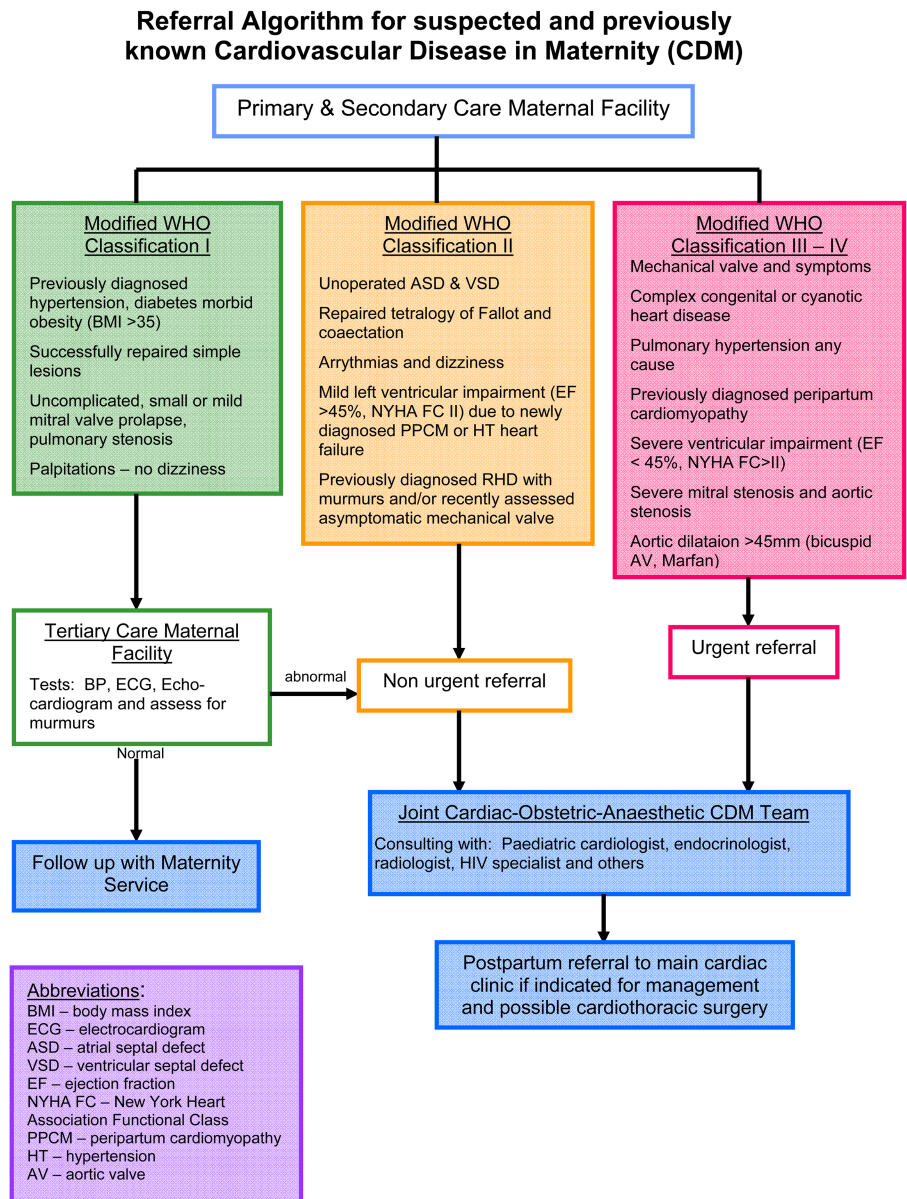 Referral Algorithm for suspected and previously
known Cardiovascular Disease in Maternity (CDM)
Primary & Secondary Care Maternal Facility
Modified WHO
Classification I
Previously diagnosed
hypertension, diabetes morbid
obesity (BMI >35)
Successfully repaired simple
lesions
Uncomplicated, small or mild
mitral valve prolapse,
pulmonary stenosis
Palpitations – no dizziness
Modified WHO
Classification II
Unoperated ASD & VSD
Repaired tetralogy of Fallot and
coaectation
Arrythmias and dizziness
Mild left ventricular impairment (EF
>45%, NYHA FC II) due to newly
diagnosed PPCM or HT heart
failure
Previously diagnosed RHD with
murmurs and/or recently assessed
asymptomatic mechanical valve
Modified WHO
Classification III – IV
Mechanical valve and symptoms
Complex congenital or cyanotic
heart disease
Pulmonary hypertension any
cause
Previously diagnosed peripartum
cardiomyopathy
Severe ventricular impairment (EF
< 45%, NYHA FC>II)
Severe mitral stenosis and aortic
stenosis
Aortic dilataion >45mm (bicuspid
AV, Marfan)
Tertiary Care Maternal
Facility
Tests: BP, ECG, Echo-
cardiogram and assess for
murmurs
abnormal
Non urgent referral
Urgent referral
Normal
Follow up with Maternity
Service
Joint Cardiac-Obstetric-Anaesthetic CDM Team
Consulting with: Paediatric cardiologist, endocrinologist,
radiologist, HIV specialist and others
Postpartum referral to main cardiac
clinic if indicated for management
and possible cardiothoracic surgery
Abbreviations:
BMI – body mass index
ECG – electrocardiogram
ASD – atrial septal defect
VSD – ventricular septal defect
EF – ejection fraction
NYHA FC – New York Heart
Association Functional Class
PPCM – peripartum cardiomyopathy
HT – hypertension
AV – aortic valve